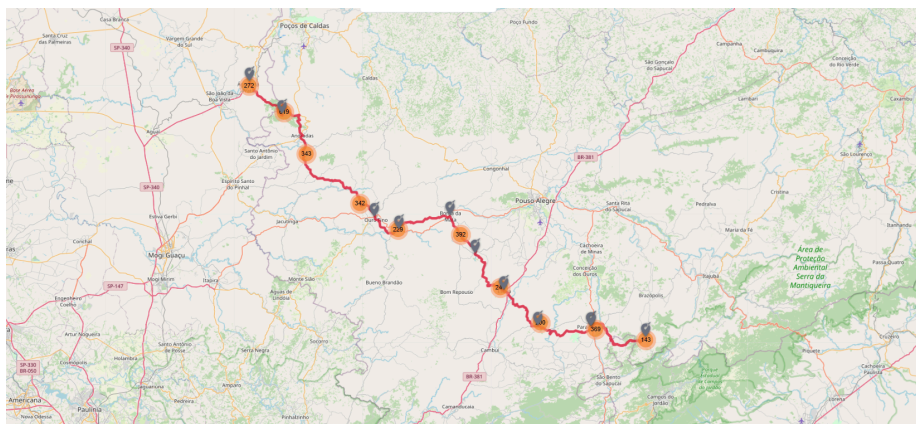 Casa Branca
Poço Fundo
Santa Cruz
das Palmeiras
Poços de Caldas
Campanha
Cambuquira
Vargem Grande
do Sul
SP-340
Conceição
do Rio Verde
São Gonçalo
do Sapucaí
Caldas
272
São João da
Boa Vista
Base Aérea
Lambari
Caxambu
Aguaí
Santo Antônio
do Jardim
343
São Lourenço
BR-381
Congonhal
Espírito Santo
do Pinhal
SP-340
Cristina
Pouso Alegre
342
Santa Rita
do Sapucaí
Pedralva
Estiva Gerbi
Jacutinga
Baependi
Conchal
229
392
Maria da Fé
Cachoeira
de Minas
Mogi Guaçu
Área de
Proteção
Ambiental
Serra da
Mantiqueira
Passa Quatro
Conceição
dos Ouros
Mogi Mirim
Itapira
Monte Sião
Itajubá
SP-147
Bueno Brandão
Bom Repouso
Brazópolis
Águas de
Lindóia
Engenheiro
Coelho
Artur Nogueira
Socorro
369
143
Cruzeiro
Santo Antônio
de Posse
Serra Negra
Piquete
Holambra
Cambuí
SP-330
BR-050
Cosmópolis
Cachoeira
Paulista
Jaguariúna
Amparo
BR-381
São Bento
do Sapucaí
Americana
Paulínia
Pedreira
Camanducaia
Campos do
Jordão
Lorena
Nova Odessa
Pinhalzinho